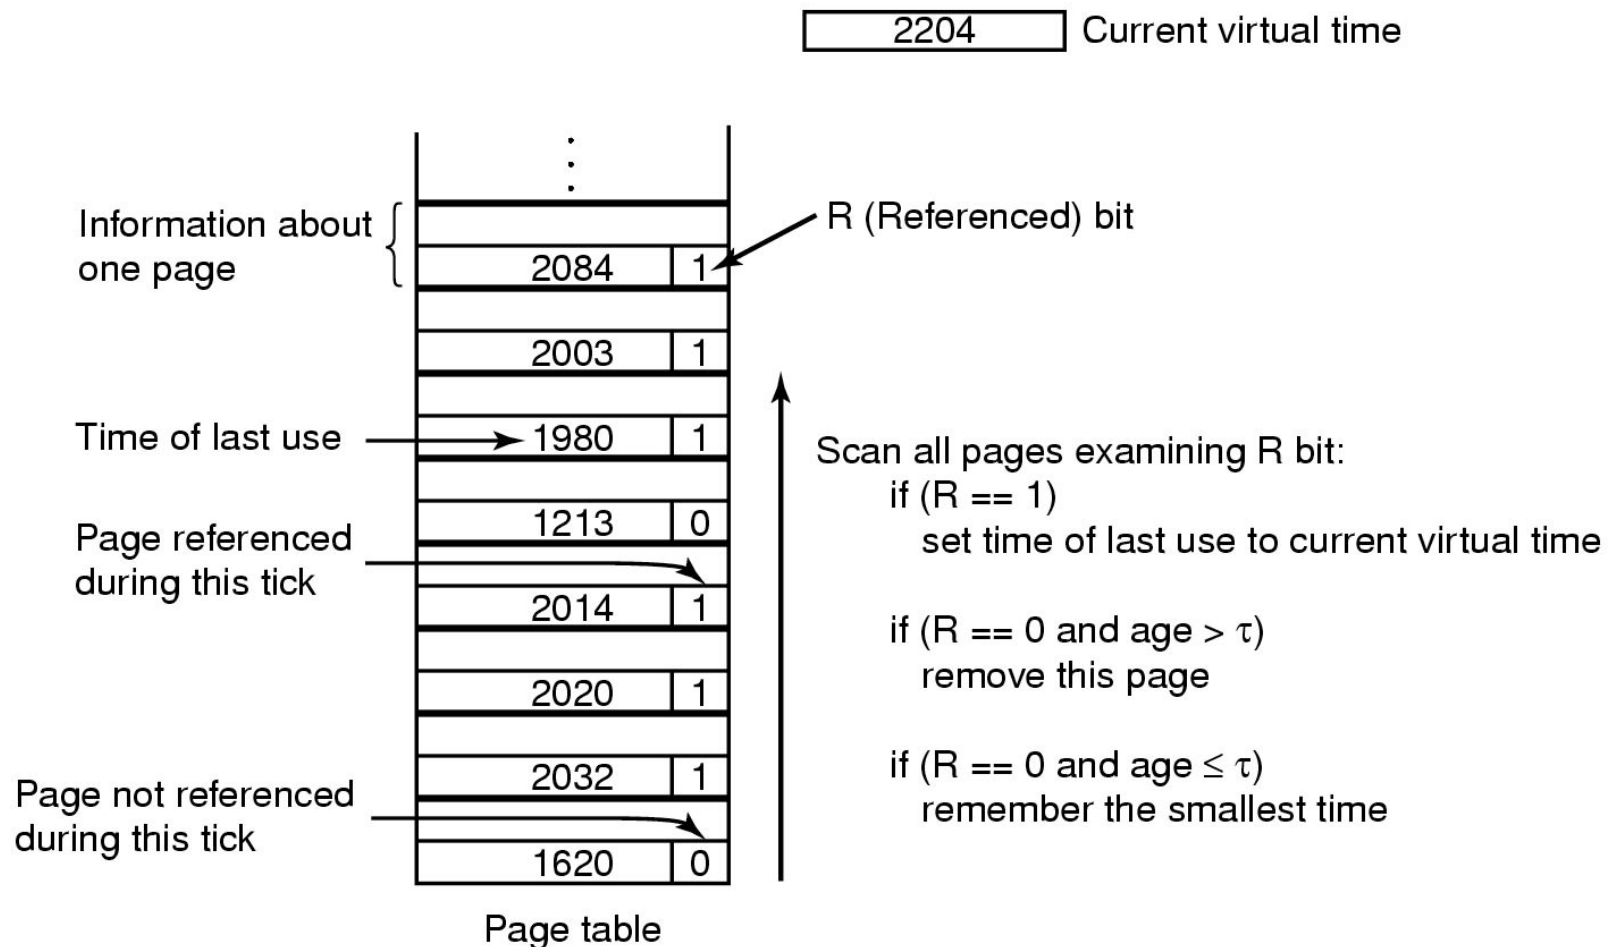 2204 Current virtual time
Information about
one page
R (Referenced) bit
2084 1
2003 1
Time of last use
1980 1
1213 0
Page referenced
during this tick
2014 1
2020 1
2032 1
Page not referenced
during this tick
1620 0
Page table
Scan all pages examining R bit:
if (R == 1)
set time of last use to current virtual time
if (R == 0 and age > τ)
remove this page
if (R == 0 and age ≤ τ)
remember the smallest time